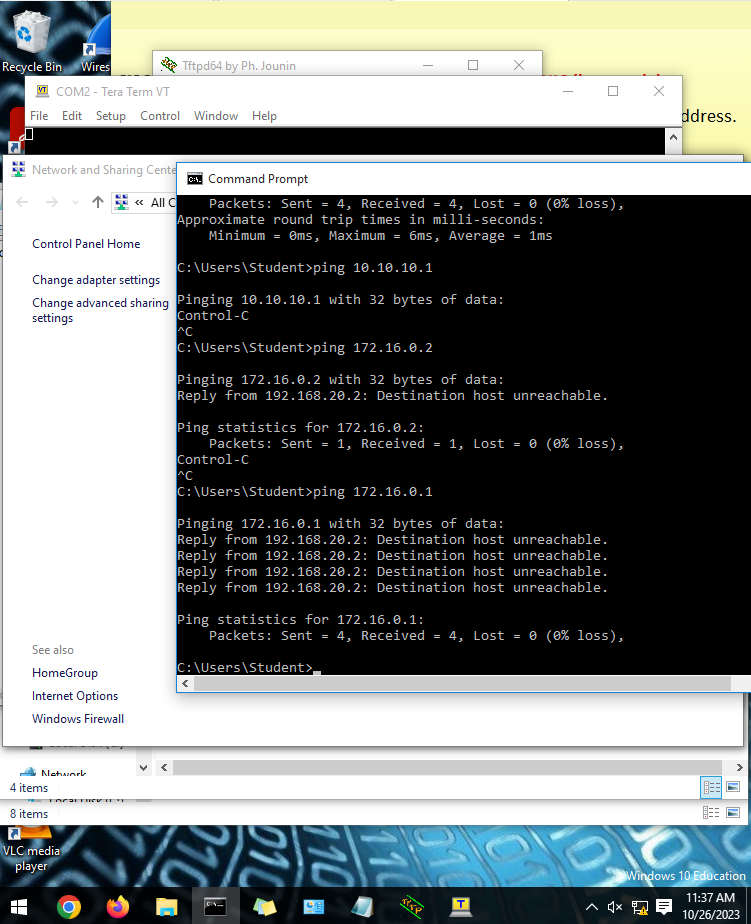 Recycle Bin
Wires
Tftpd64 by Ph. Jounin
COM2 - Tera Term VT
File Edit Setup Control Window Help
ddress.
Network and Sharing Cente
« All C
Control Panel Home
Change adapter settings
Change advanced sharing
settings
See also
HomeGroup
Internet Options
Windows Firewall
Command Prompt
Packets: Sent = 4, Received = 4, Lost = 0 (0% loss),
Approximate round trip times in milli-seconds:
Minimum = 0ms, Maximum = 6ms, Average = 1ms
C:\Users\Student>ping 10.10.10.1
Pinging 10.10.10.1 with 32 bytes of data:
Control-C
^C
C:\Users\Student>ping 172.16.0.2
Pinging 172.16.0.2 with 32 bytes of data:
Reply from 192.168.20.2: Destination host unreachable.
Ping statistics for 172.16.0.2:
Packets: Sent = 1, Received = 1, Lost = 0 (0% loss),
Control-C
^C
C:\Users\Student>ping 172.16.0.1
Pinging 172.16.0.1 with 32 bytes of data:
Reply from 192.168.20.2: Destination host unreachable.
Reply from 192.168.20.2: Destination host unreachable.
Reply from 192.168.20.2: Destination host unreachable.
Reply from 192.168.20.2: Destination host unreachable.
Ping statistics for 172.16.0.1:
Packets: Sent = 4, Received = 4, Lost = 0 (0% loss),
C:\Users\Student>
Network
4 items
8 items
VLC media
player
Windows 10 Education
11:37 AM
10/26/2023